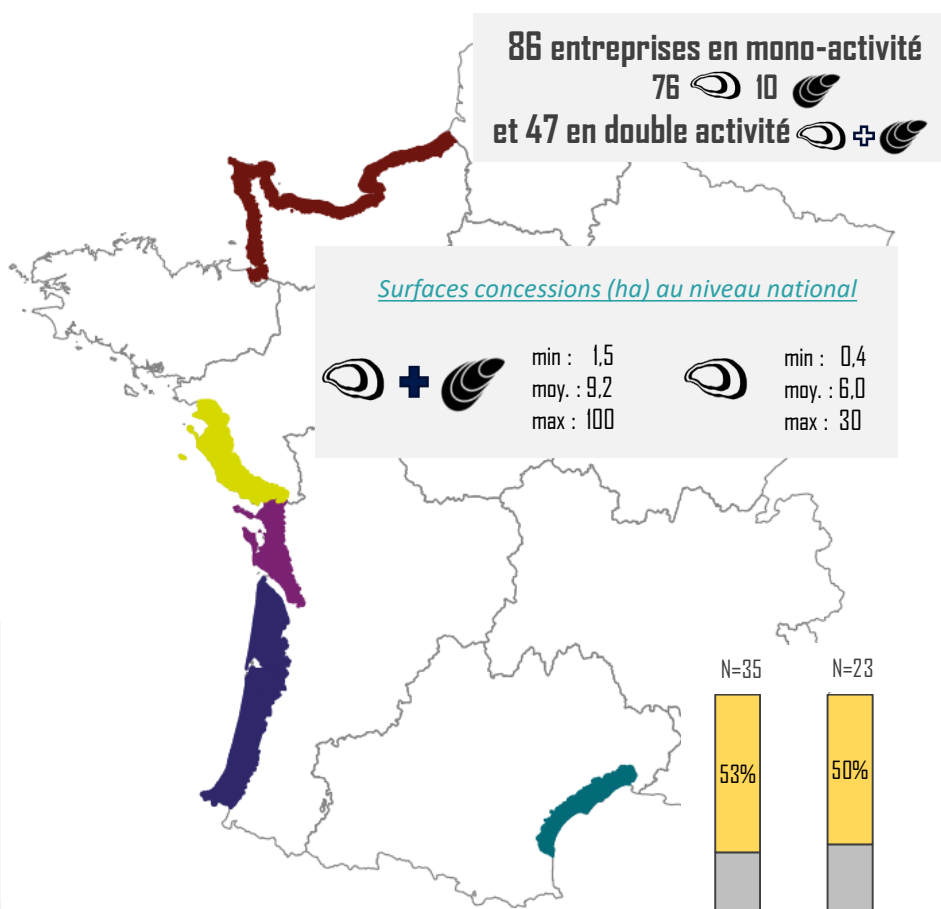 86 entreprises en mono-activité
76 10
et 47 en double activité
Surfaces concessions (ha) au niveau national
min : 1,5
moy. : 9,2
max : 100
min : 0,4
moy. : 6,0
max : 30
N=35
N=23
53%
50%